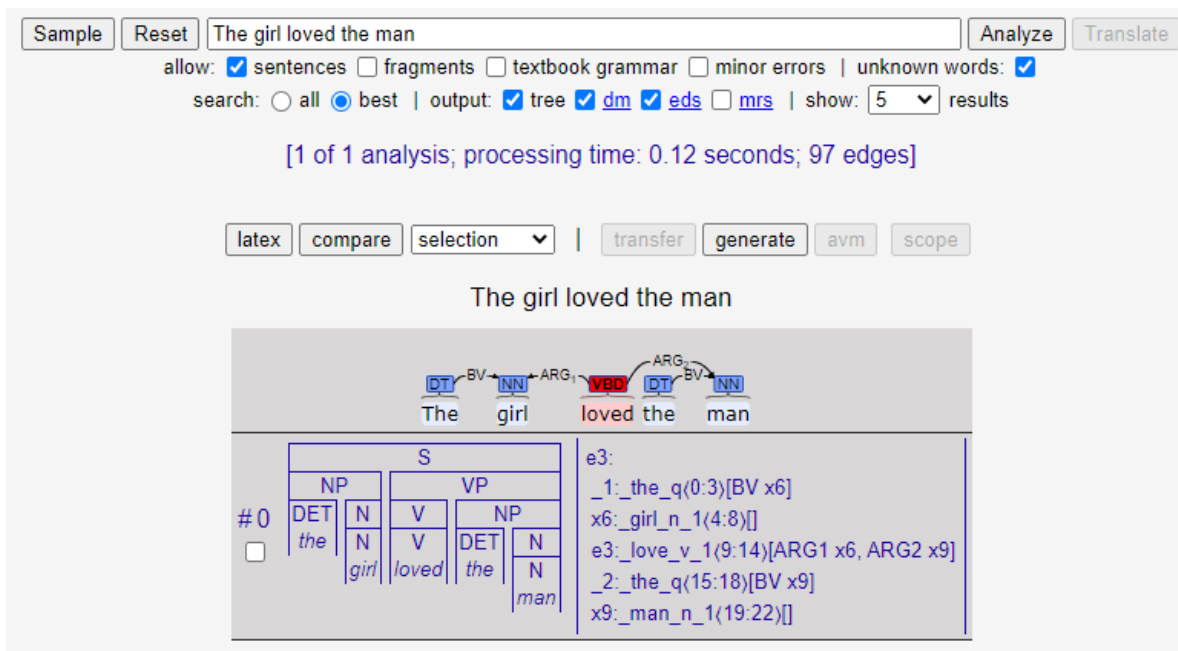 Sample Reset The girl loved the man Analyze Translate
allow: sentences fragments textbook grammar minor errors | unknown words:
search: all best | output: tree dm eds mrs | show: 5 results
[1 of 1 analysis; processing time: 0.12 seconds; 97 edges]
latex compare selection | transfer generate avm scope
The girl loved the man
BV ARG1 ARG2 BV
DT NN VBD DT NN
The girl loved the man
S
NP VP
DET N V NP
the N V DET N
girl loved the N
man
#0
e3:
_1:_the_q⟨0:3⟩[BV x6]
x6:_girl_n_1⟨4:8⟩[]
e3:_love_v_1⟨9:14⟩[ARG1 x6, ARG2 x9]
_2:_the_q⟨15:18⟩[BV x9]
x9:_man_n_1⟨19:22⟩[]